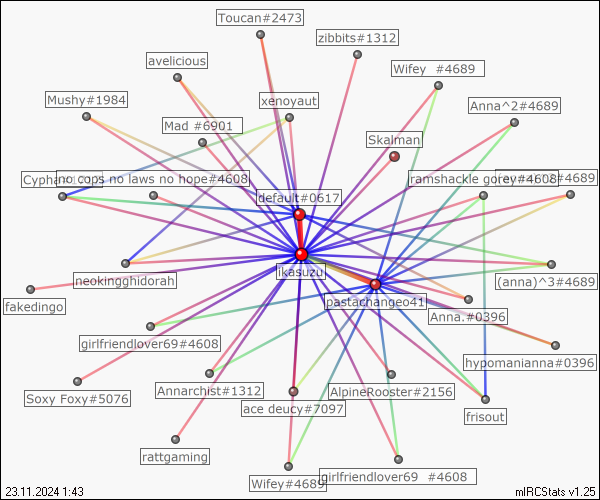 Toucan#2473
zibbits#1312
avelicious
Wifey #4689
Mushy#1984
xenoyaut
Anna^2#4689
Mad #6901
Skaiman
no cops no laws no hope#4608
ramshackle gorey#4608
#4689
default#0617
ikasuzu
neokingghidorah
(anna)^3#4689
fakedingo
pastachangeo41
Anna.#0396
girlfriendlover69#4608
hypomanianna#0396
Soxy Foxy#5076
Annarchist#1312
AlpineRooster#2156
ace deucy#7097
frisout
rattgaming
Wifey#4689
girlfriendlover69 #4608
23.11.2024 1:43
mIRCStats v1.25